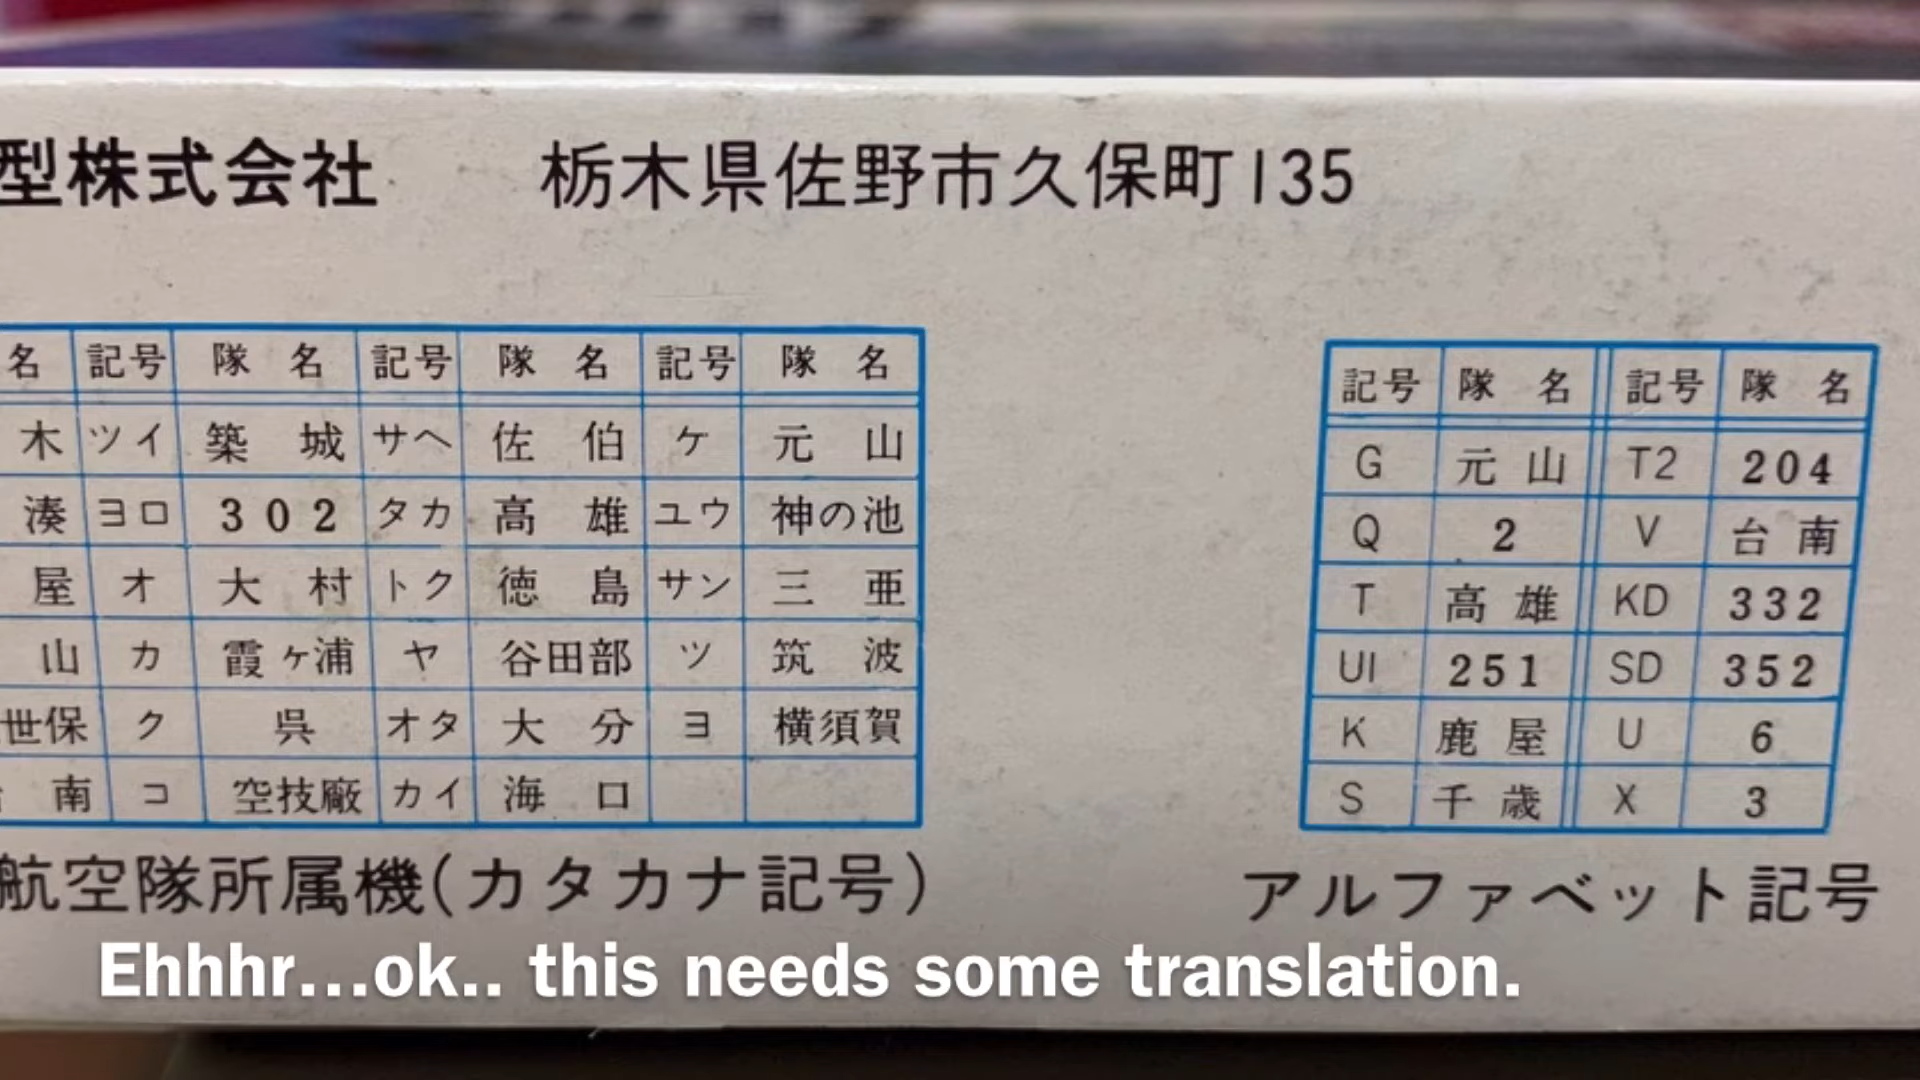 型株式会社 栃木県佐野市久保町135
名 記号 隊名 記号 隊名 記号 隊名
木 ツイ 築城 サヘ 佐伯 ケ 元山
湊 ヨロ 302 タカ 高雄 ユウ 神の池
屋 オ 大村 トク 徳島 サン 三亜
山 カ 霞ヶ浦 ヤ 谷田部 ツ 筑波
世保 ク 呉 オタ 大分 ヨ 横須賀
南 コ 空技廠 カイ 海口
航空隊所属機(カタカナ記号)
記号 隊名 記号 隊名
G 元山 T2 204
Q 2 V 台南
T 高雄 KD 332
UI 251 SD 352
K 鹿屋 U 6
S 千歳 X 3
アルファベット記号
Ehhhr...ok.. this needs some translation.